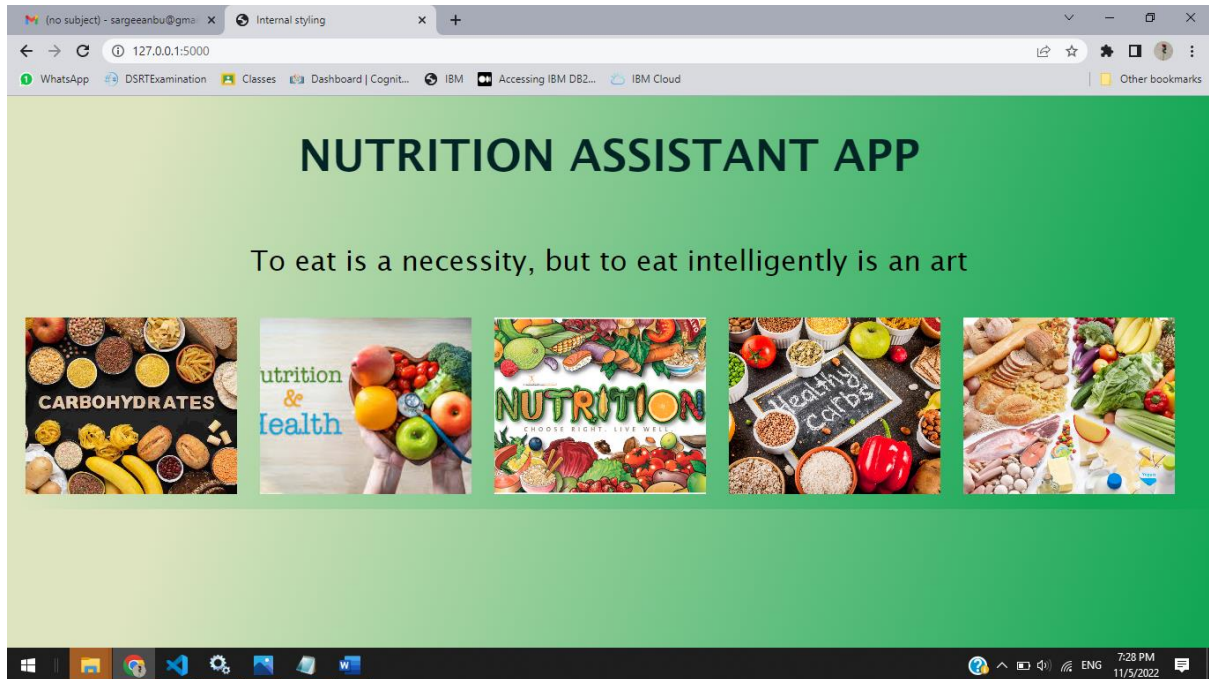 (no subject) - sargeeanbu@gmai
Internal styling
127.0.0.1:5000
WhatsApp DSRTExamination Classes Dashboard | Cognit... IBM Accessing IBM DB2... IBM Cloud Other bookmarks
NUTRITION ASSISTANT APP
To eat is a necessity, but to eat intelligently is an art
CARBOHYDRATES
utrition
&
Health
NUTRITION
CHOOSE RIGHT. LIVE WELL.
Healthy
carbs
ENG
7:28 PM
11/5/2022